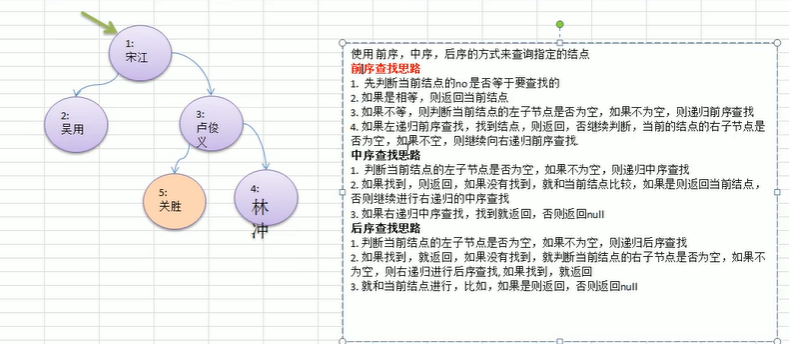 1:
宋江
2:
吴用
3:
卢俊
义
5:
关胜
4:
林
冲
使用前序，中序，后序的方式来查询指定的结点
前序查找思路
1. 先判断当前结点的no是否等于要查找的
2. 如果是相等，则返回当前结点
3. 如果不等，则判断当前结点的左子节点是否为空，如果不为空，则递归前序查找
4. 如果左递归前序查找，找到结点，则返回，否继续判断，当前的结点的右子节点是
否为空，如果不空，则继续向右递归前序查找.
中序查找思路
1. 判断当前结点的左子节点是否为空，如果不为空，则递归中序查找
2. 如果找到，则返回，如果没有找到，就和当前结点比较，如果是则返回当前结点，
否则继续进行右递归的中序查找
3. 如果右递归中序查找，找到就返回，否则返回null
后序查找思路
1. 判断当前结点的左子节点是否为空，如果不为空，则递归后序查找
2. 如果找到，就返回，如果没有找到，就判断当前结点的右子节点是否为空，如果不
为空，则右递归进行后序查找,如果找到，就返回
3. 就和当前结点进行，比如，如果是则返回，否则返回null